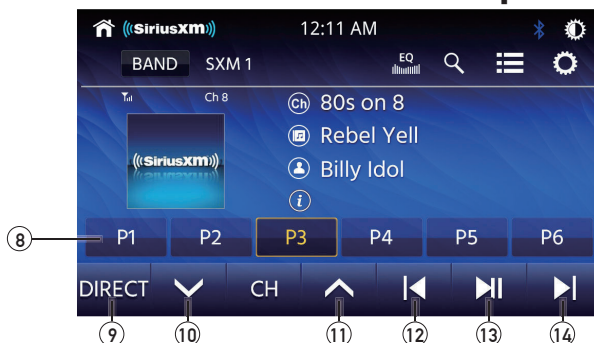 ((SiriusXM)) 12:11 AM
BAND SXM 1 EQ
Ch 8
Ch 80s on 8
Rebel Yell
((SiriusXM))
Billy Idol
i
8 P1 P2 P3 P4 P5 P6
DIRECT CH
9 10 11 12 13 14